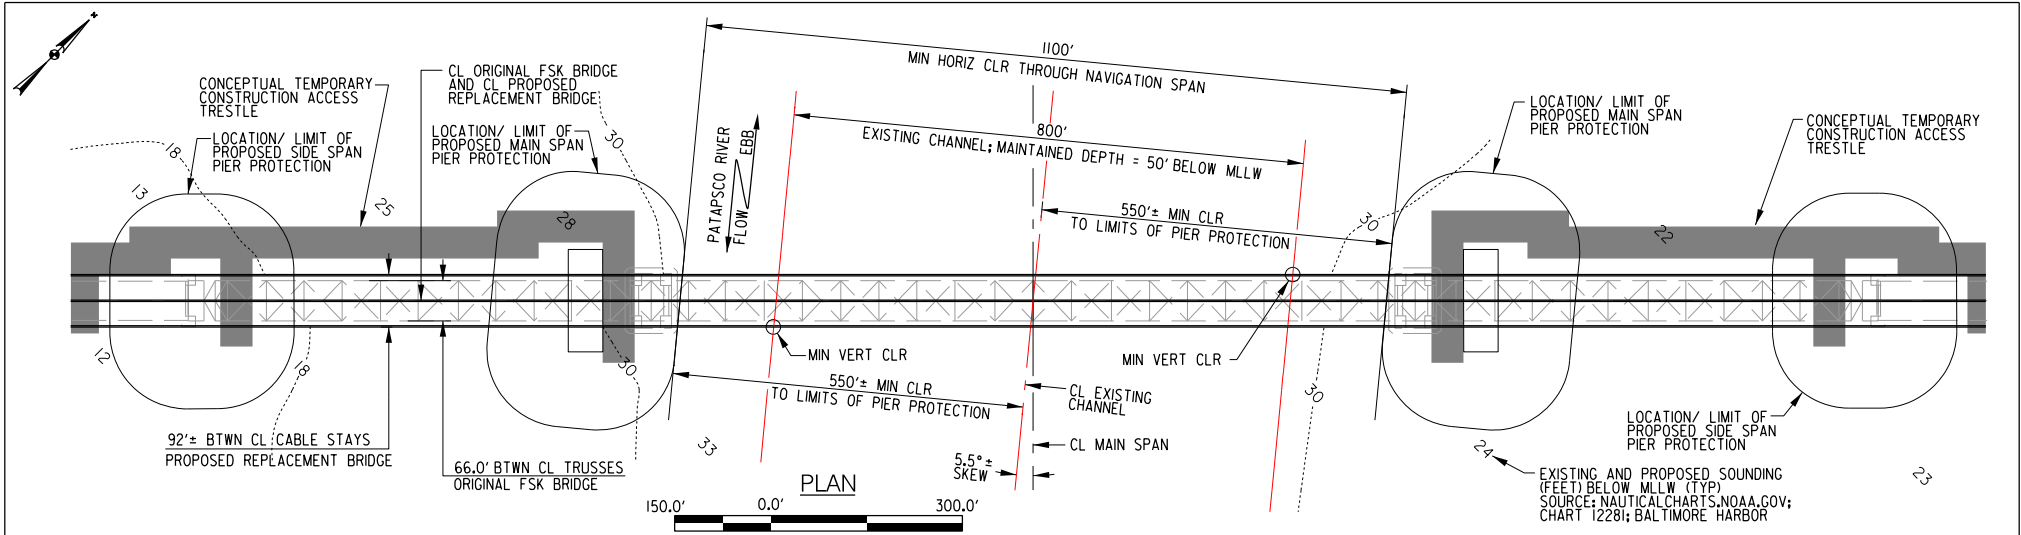 1100'
MIN HORIZ CLR THROUGH NAVIGATION SPAN
CONCEPTUAL TEMPORARY
CONSTRUCTION ACCESS
TRESTLE
CL ORIGINAL FSK BRIDGE
AND CL PROPOSED
REPLACEMENT BRIDGE
LOCATION/ LIMIT OF
PROPOSED SIDE SPAN
PIER PROTECTION
LOCATION/ LIMIT OF
PROPOSED MAIN SPAN
PIER PROTECTION
PATAPSCO RIVER
FLOW
EBB
800'
EXISTING CHANNEL; MAINTAINED DEPTH = 50' BELOW MLLW
LOCATION/ LIMIT OF
PROPOSED MAIN SPAN
PIER PROTECTION
CONCEPTUAL TEMPORARY
CONSTRUCTION ACCESS
TRESTLE
18
13
25
28
30
550'± MIN CLR
TO LIMITS OF PIER PROTECTION
30
22
12
18
30
MIN VERT CLR
MIN VERT CLR
550'± MIN CLR
TO LIMITS OF PIER PROTECTION
CL EXISTING
CHANNEL
30
CL MAIN SPAN
33
5.5°±
SKEW
92'± BTWN CL CABLE STAYS
PROPOSED REPLACEMENT BRIDGE
66.0' BTWN CL TRUSSES
ORIGINAL FSK BRIDGE
LOCATION/ LIMIT OF
PROPOSED SIDE SPAN
PIER PROTECTION
24
23
EXISTING AND PROPOSED SOUNDING
(FEET) BELOW MLLW (TYP)
SOURCE: NAUTICALCHARTS.NOAA.GOV;
CHART 12281; BALTIMORE HARBOR
PLAN
150.0'
0.0'
300.0'